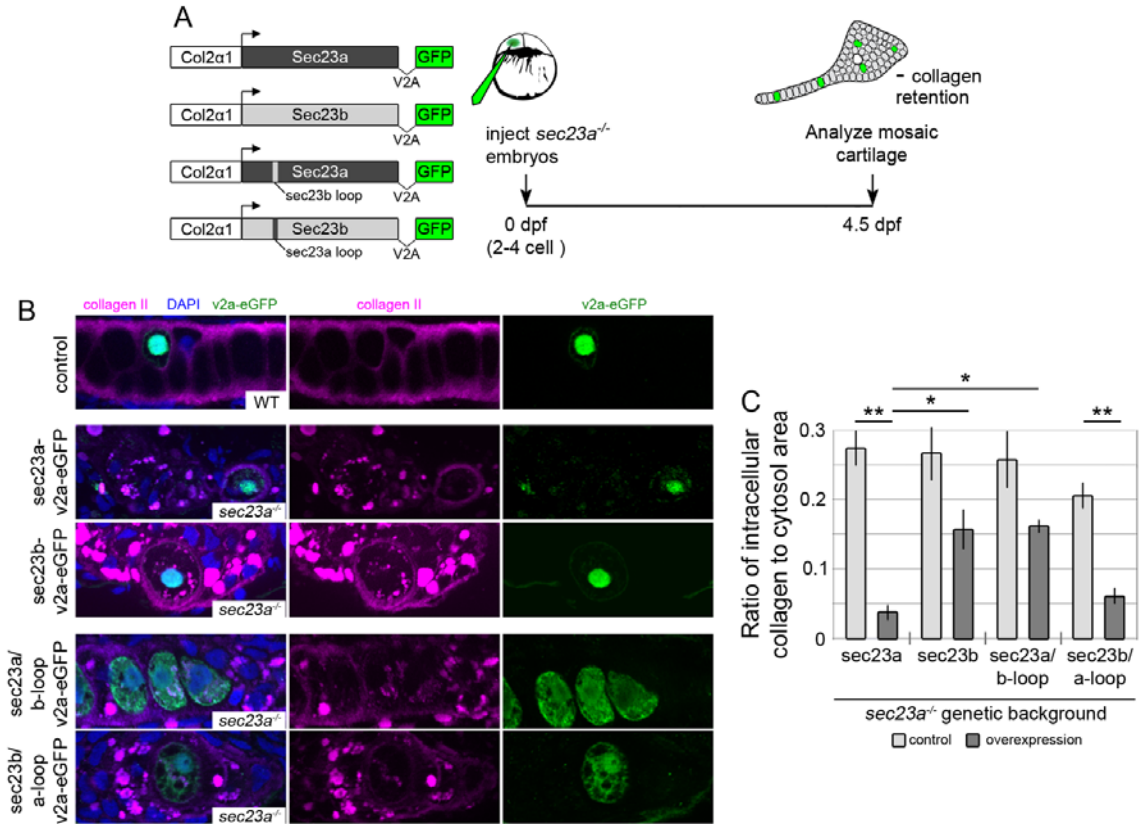 A
Col2α1 Sec23a GFP
V2A
Col2α1 Sec23b GFP
V2A
Col2α1 Sec23a GFP
sec23b loop V2A
Col2α1 Sec23b GFP
sec23a loop V2A
inject sec23a-/-
embryos
0 dpf
(2-4 cell )
- collagen
retention
Analyze mosaic
cartilage
4.5 dpf
B
collagen II DAPI v2a-eGFP
collagen II
v2a-eGFP
control
WT
sec23a-
v2a-eGFP
sec23a-/-
sec23b-
v2a-eGFP
sec23a-/-
sec23a/
b-loop
v2a-eGFP
sec23a-/-
sec23b/
a-loop
v2a-eGFP
sec23a-/-
C
Ratio of intracellular
collagen to cytosol area
*
** * **
0.3
0.2
0.1
0
sec23a sec23b sec23a/ sec23b/
b-loop a-loop
sec23a-/- genetic background
control overexpression